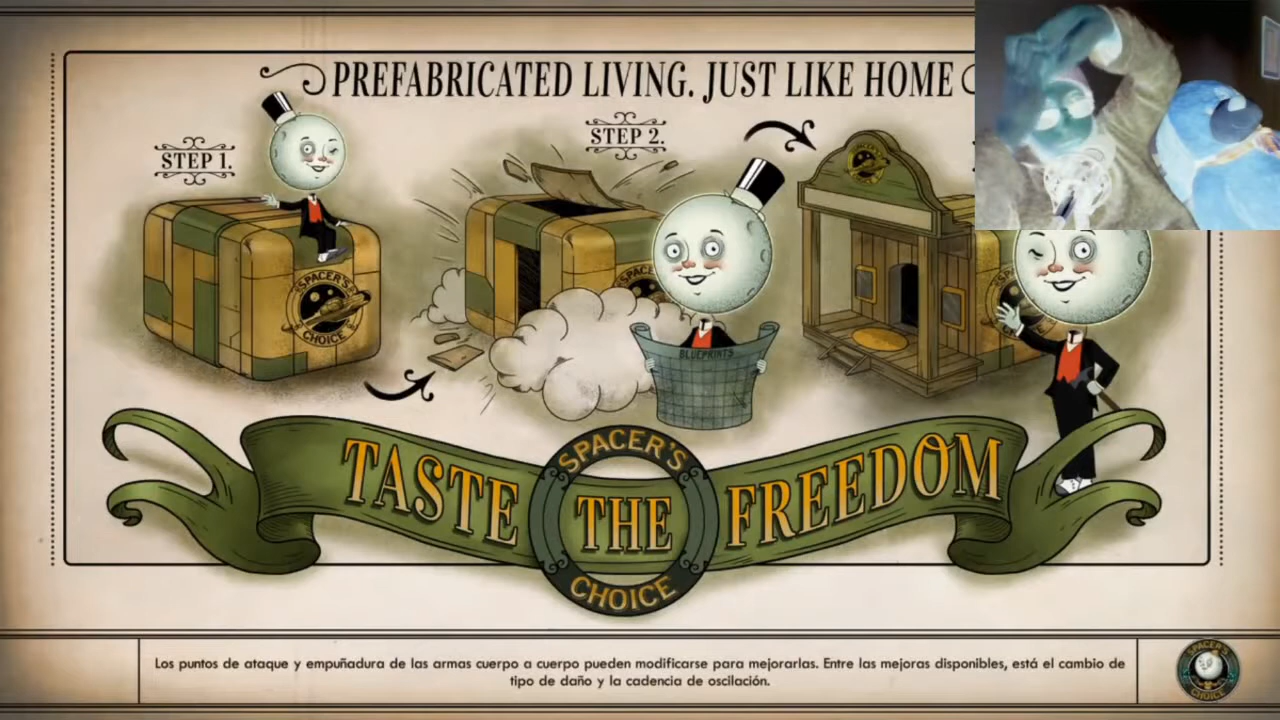 PREFABRICATED LIVING. JUST LIKE HOME
STEP 1.
STEP 2.
SPACER'S
CHOICE
BLUEPRINTS
TASTE THE FREEDOM
SPACER'S
CHOICE
Los puntos de ataque y empuñadura de las armas cuerpo a cuerpo pueden modificarse para mejorarlas. Entre las mejoras disponibles, está el cambio de
tipo de daño y la cadencia de oscilación.
SPACER'S
CHOICE